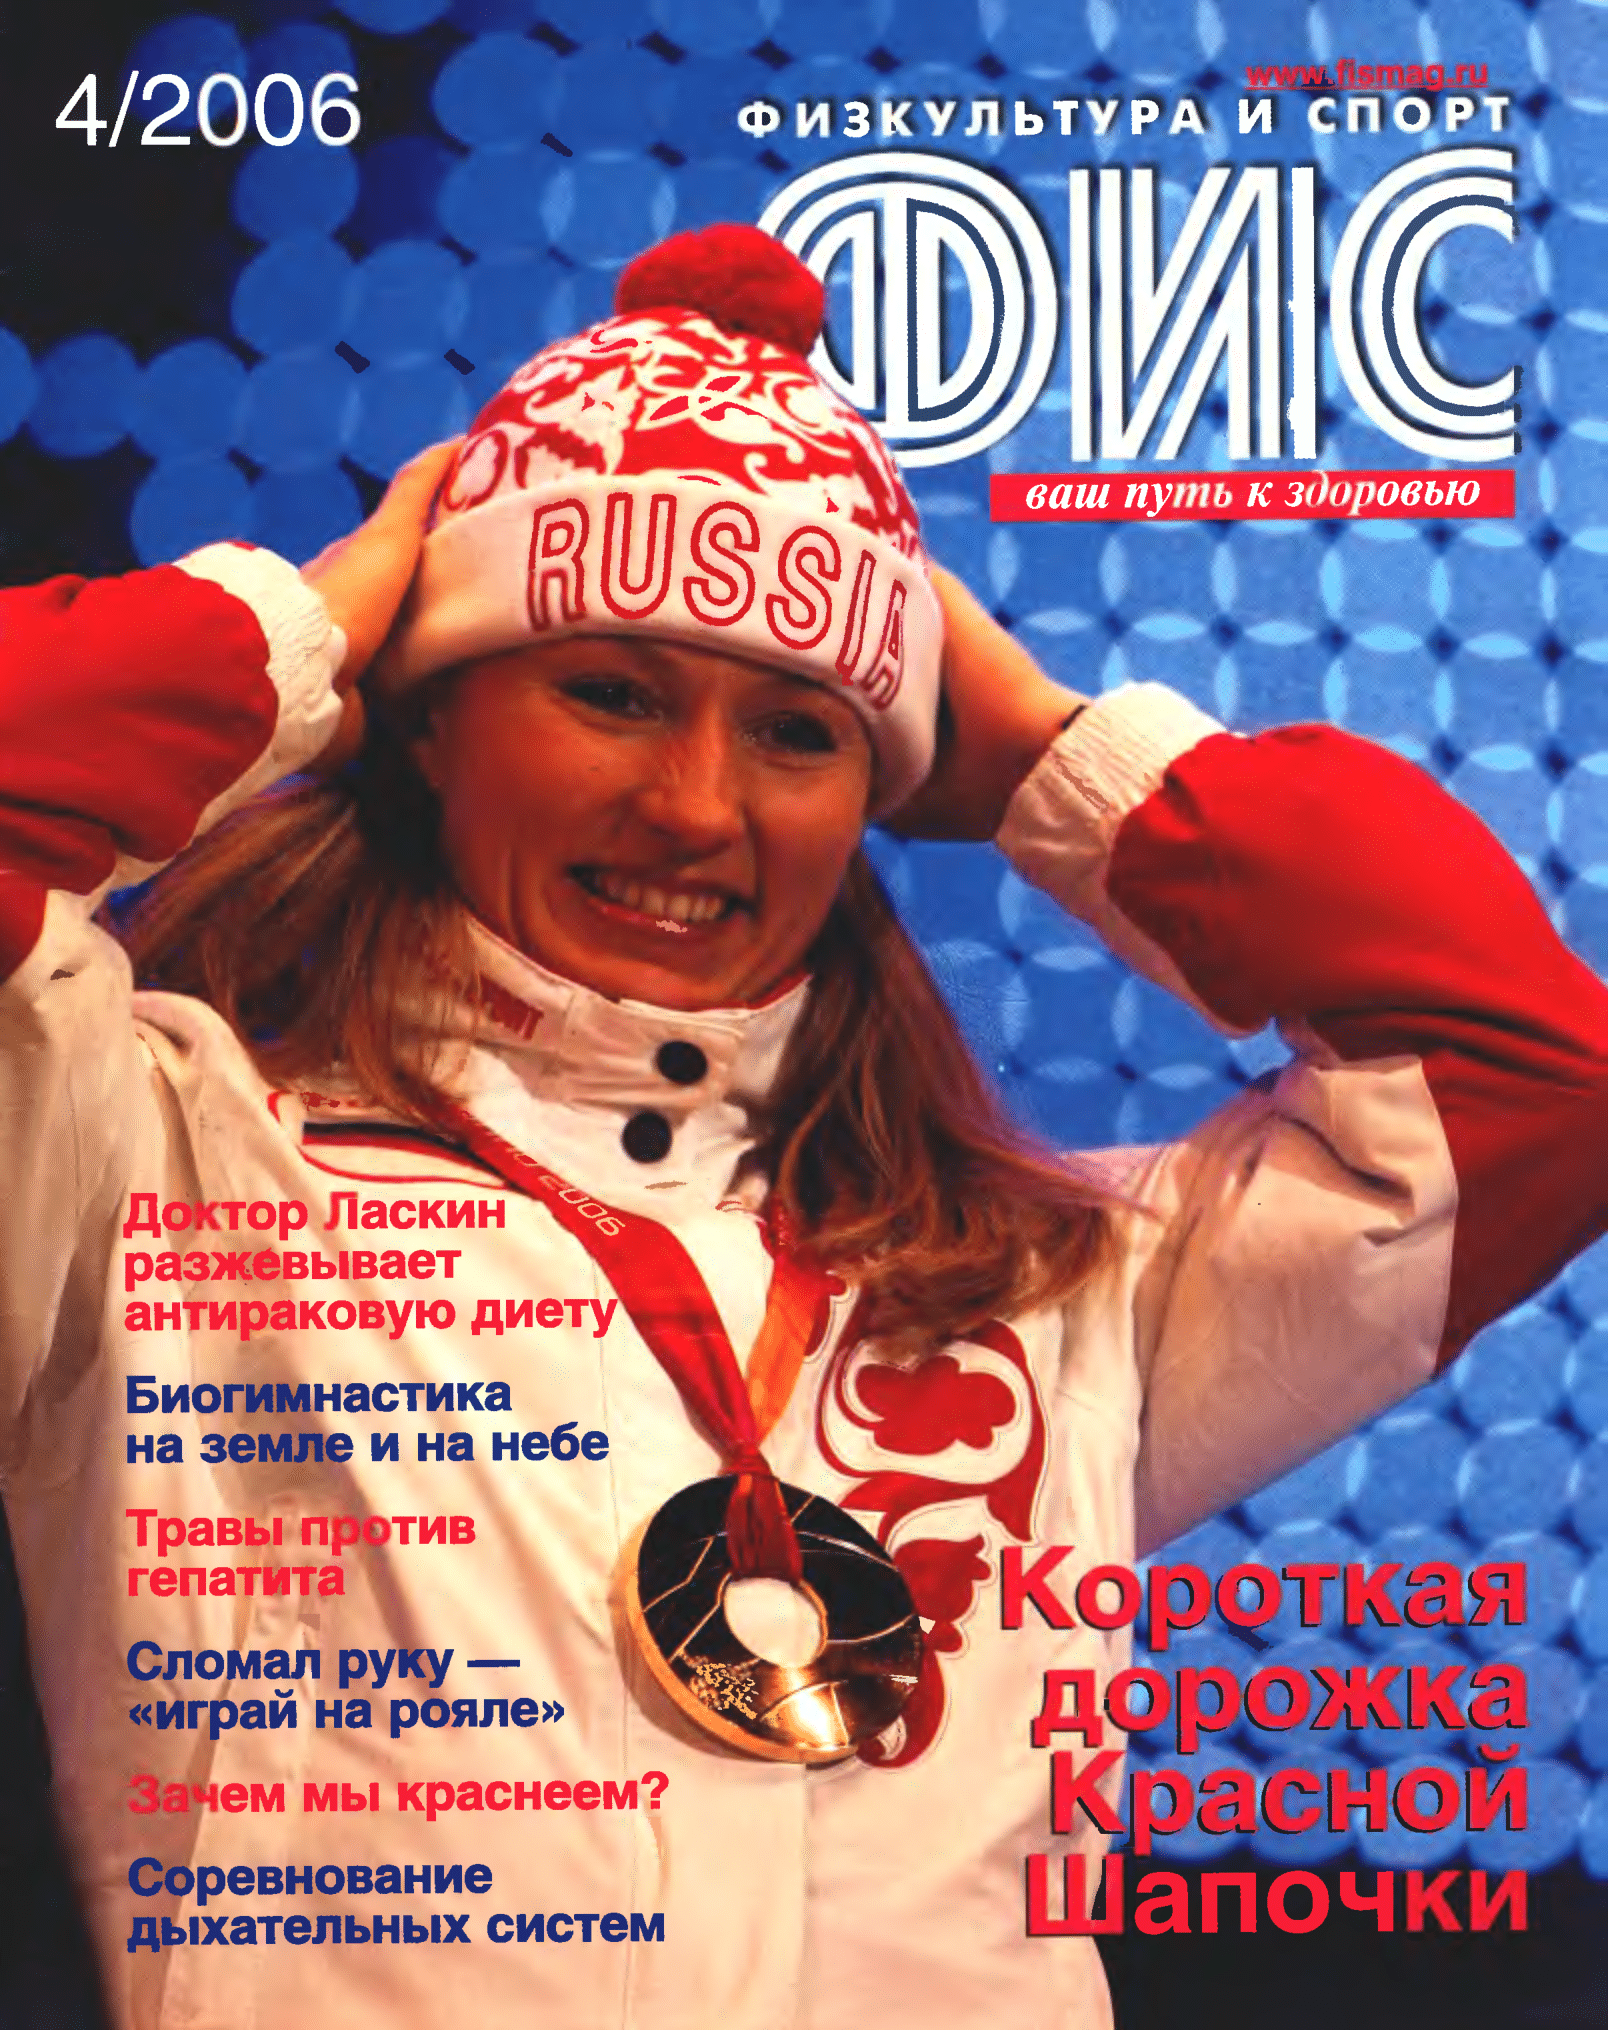 4/2006
www.fismag.ru
ФИЗКУЛЬТУРА И СПОРТ
ФИС
ваш путь к здоровью
RUSSIA
2006
Доктор Ласкин
разжёвывает
антираковую диету
Биогимнастика
на земле и на небе
Травы против
гепатита
Сломал руку —
«играй на рояле»
Зачем мы краснеем?
Соревнование
дыхательных систем
Короткая
дорожка
Красной
Шапочки